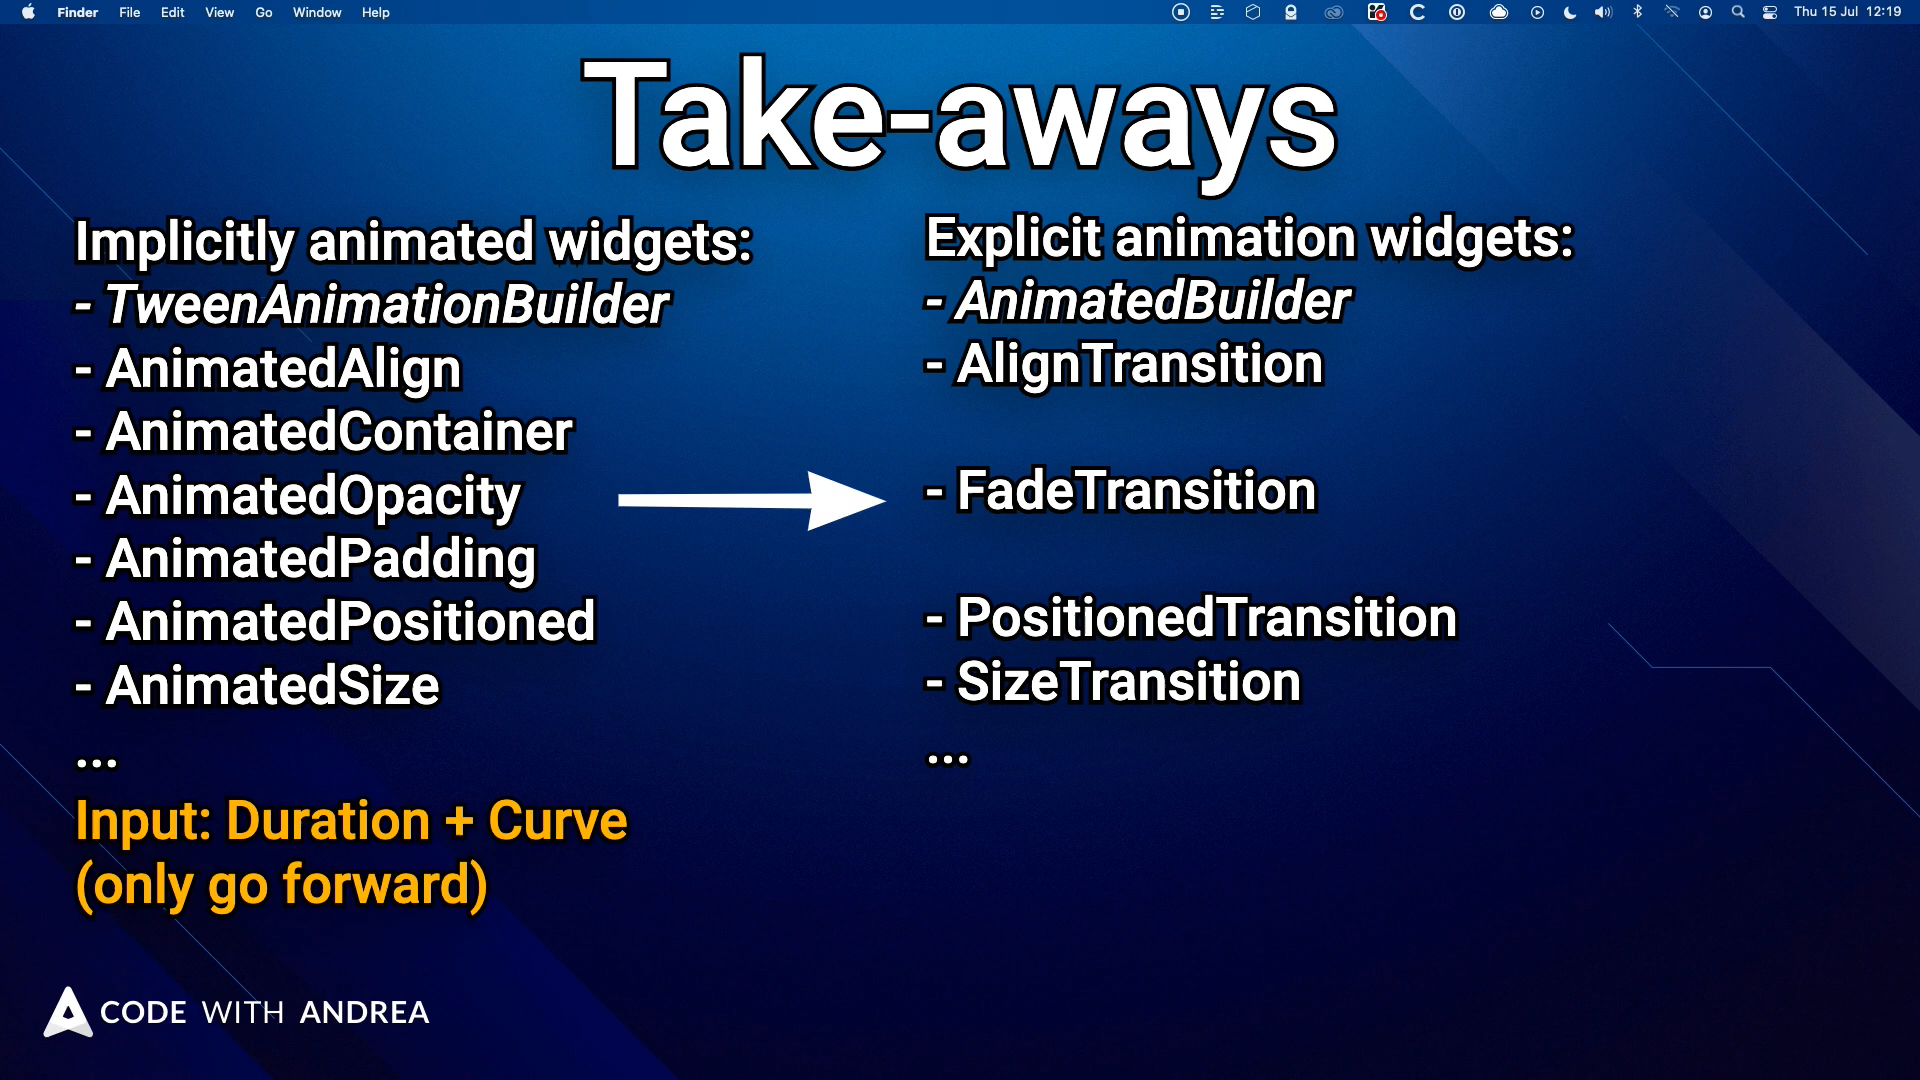 Finder File Edit View Go Window Help Thu 15 Jul 12:19
Take-aways
Implicitly animated widgets:
- TweenAnimationBuilder
- AnimatedAlign
- AnimatedContainer
- AnimatedOpacity
- AnimatedPadding
- AnimatedPositioned
- AnimatedSize
...
Input: Duration + Curve
(only go forward)
Explicit animation widgets:
- AnimatedBuilder
- AlignTransition
- FadeTransition
- PositionedTransition
- SizeTransition
...
CODE WITH ANDREA